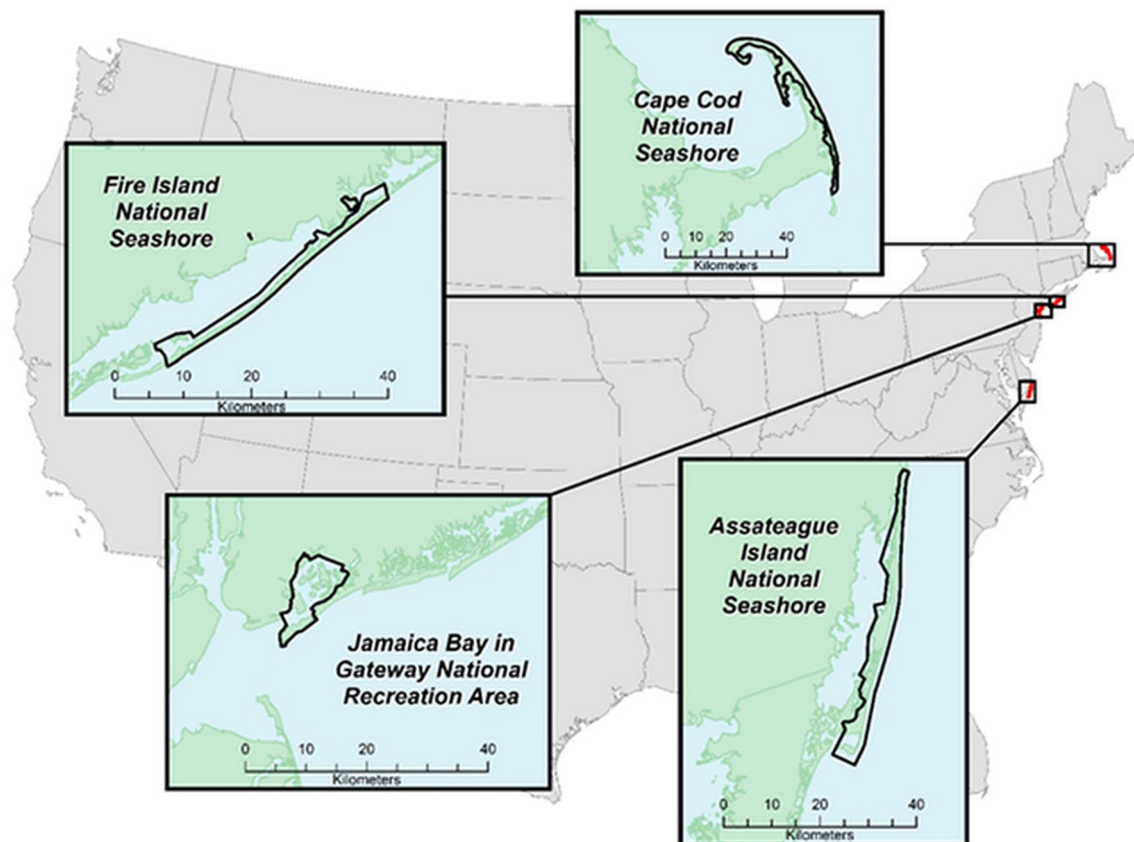 Cape Cod
National
Seashore
0 10 20 40
Kilometers
Fire Island
National
Seashore
0 10 20 40
Kilometers
Jamaica Bay in
Gateway National
Recreation Area
0 10 20 40
Kilometers
Assateague
Island
National
Seashore
0 10 20 40
Kilometers